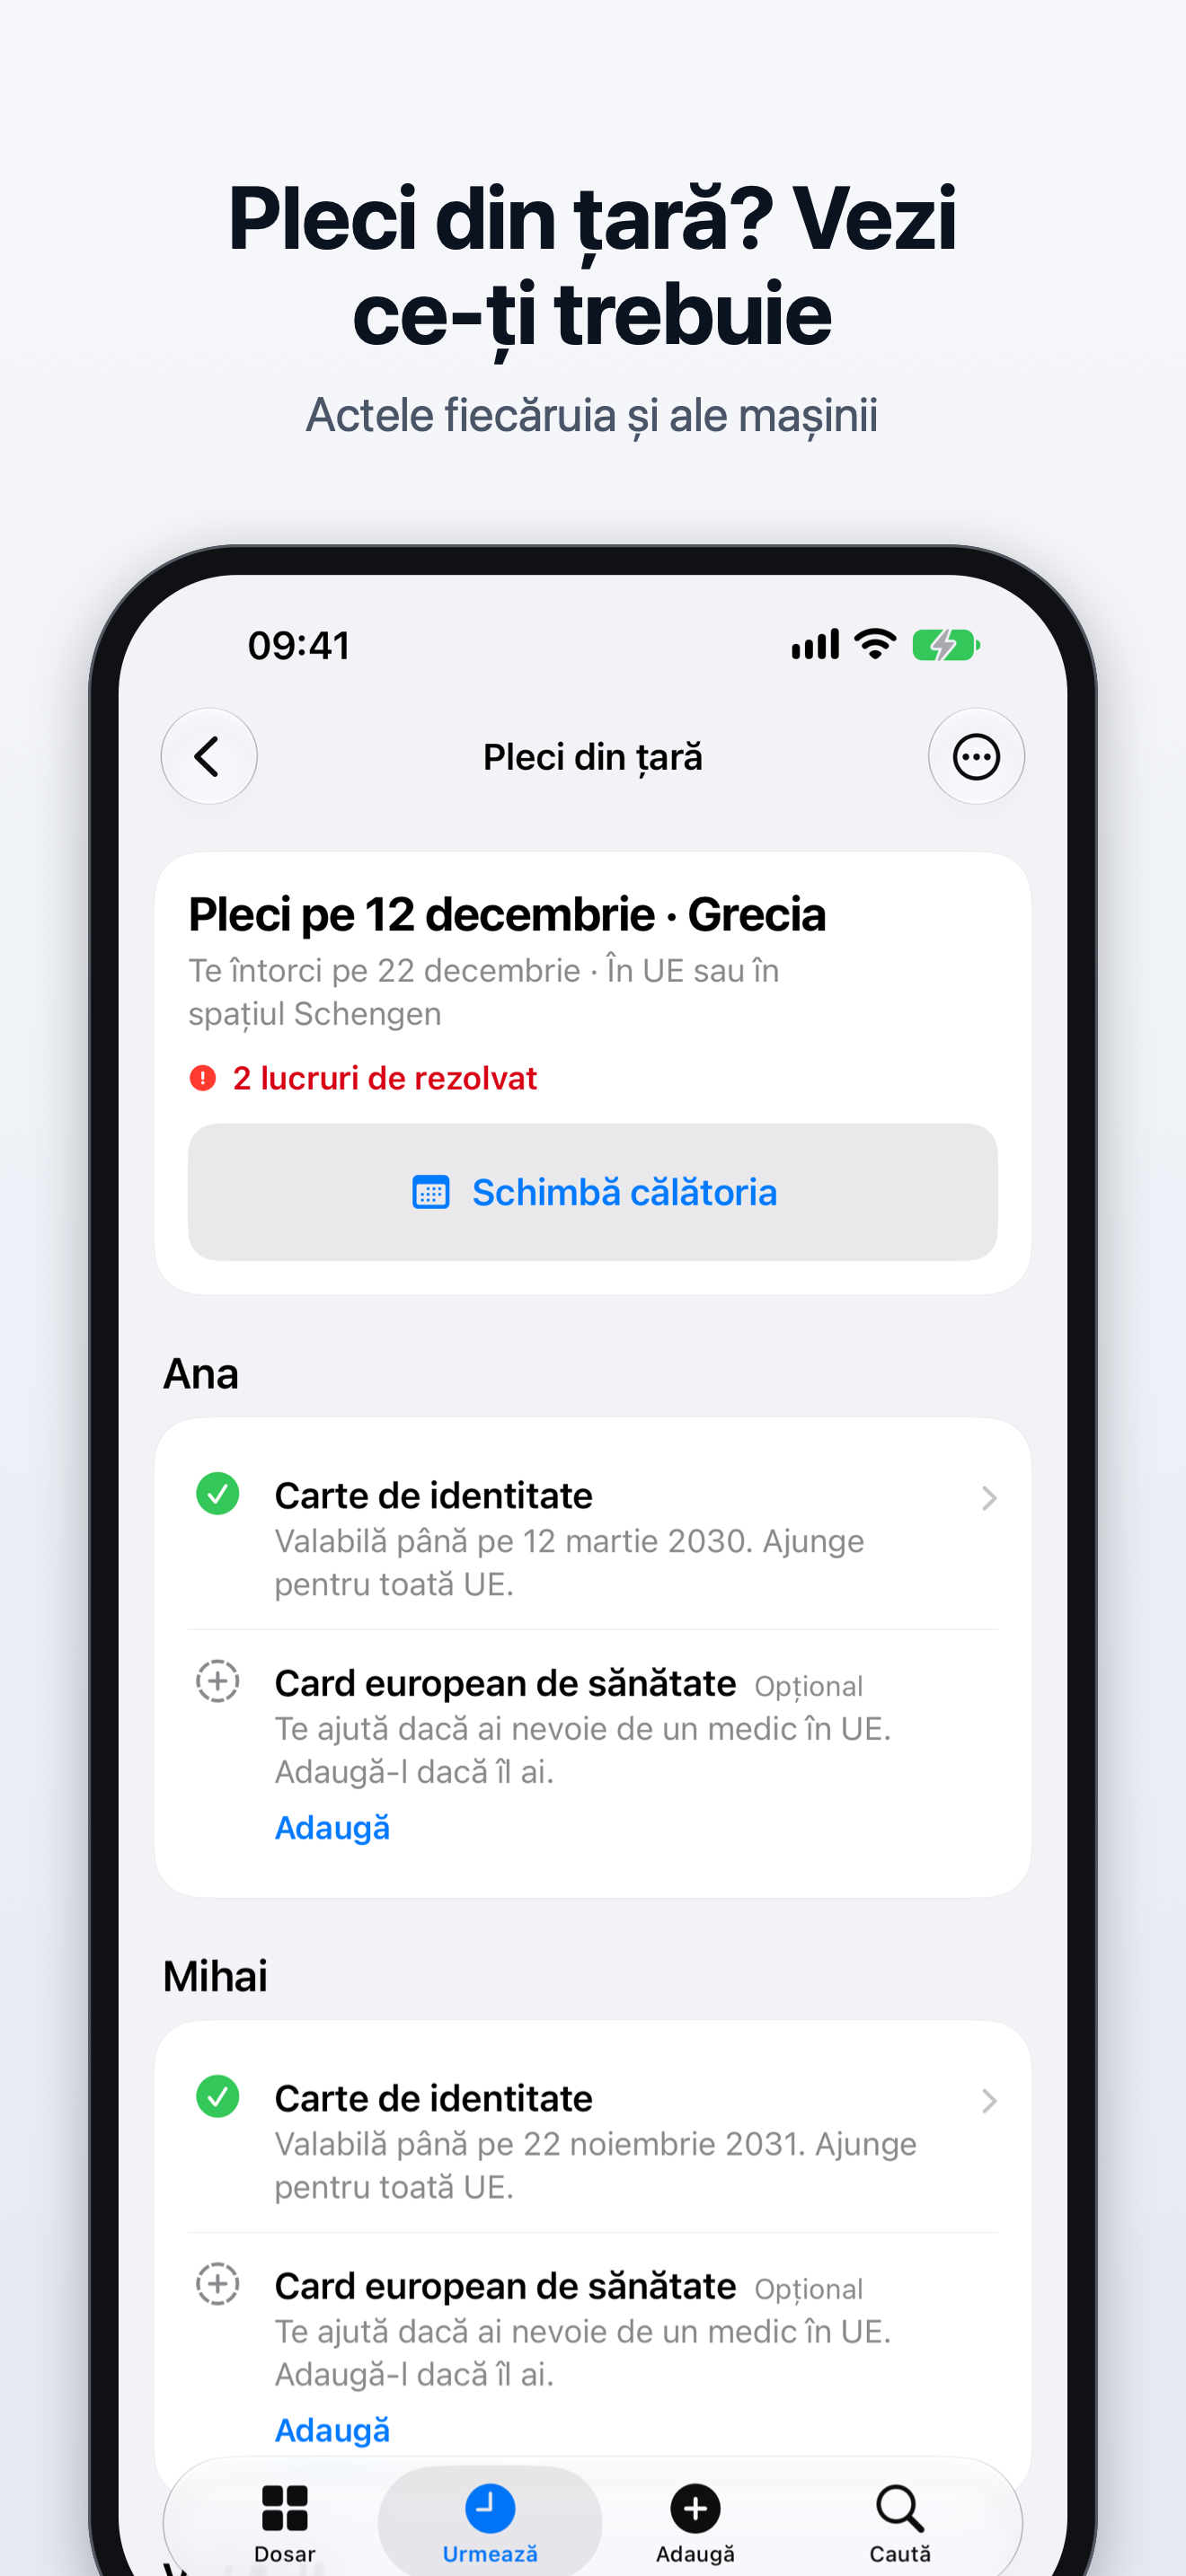 Pleci din țară? Vezi
ce-ți trebuie
Actele fiecăruia și ale mașinii
09:41
Pleci din țară
Pleci pe 12 decembrie · Grecia
Te întorci pe 22 decembrie · În UE sau în
spațiul Schengen
2 lucruri de rezolvat
Schimbă călătoria
Ana
Carte de identitate
Valabilă până pe 12 martie 2030. Ajunge
pentru toată UE.
Card european de sănătate Opțional
Te ajută dacă ai nevoie de un medic în UE.
Adaugă-l dacă îl ai.
Adaugă
Mihai
Carte de identitate
Valabilă până pe 22 noiembrie 2031. Ajunge
pentru toată UE.
Card european de sănătate Opțional
Te ajută dacă ai nevoie de un medic în UE.
Adaugă-l dacă îl ai.
Adaugă
Dosar Urmează Adaugă Caută